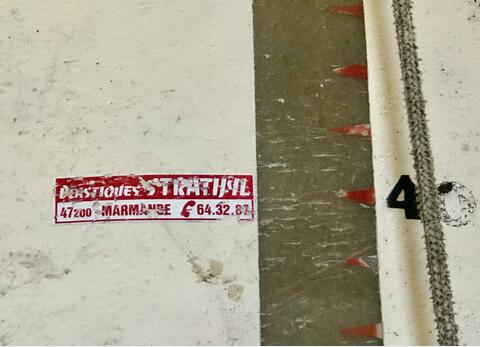 PLASTIQUES STRATHYL
47200 MARMANDE 64.32.87
4